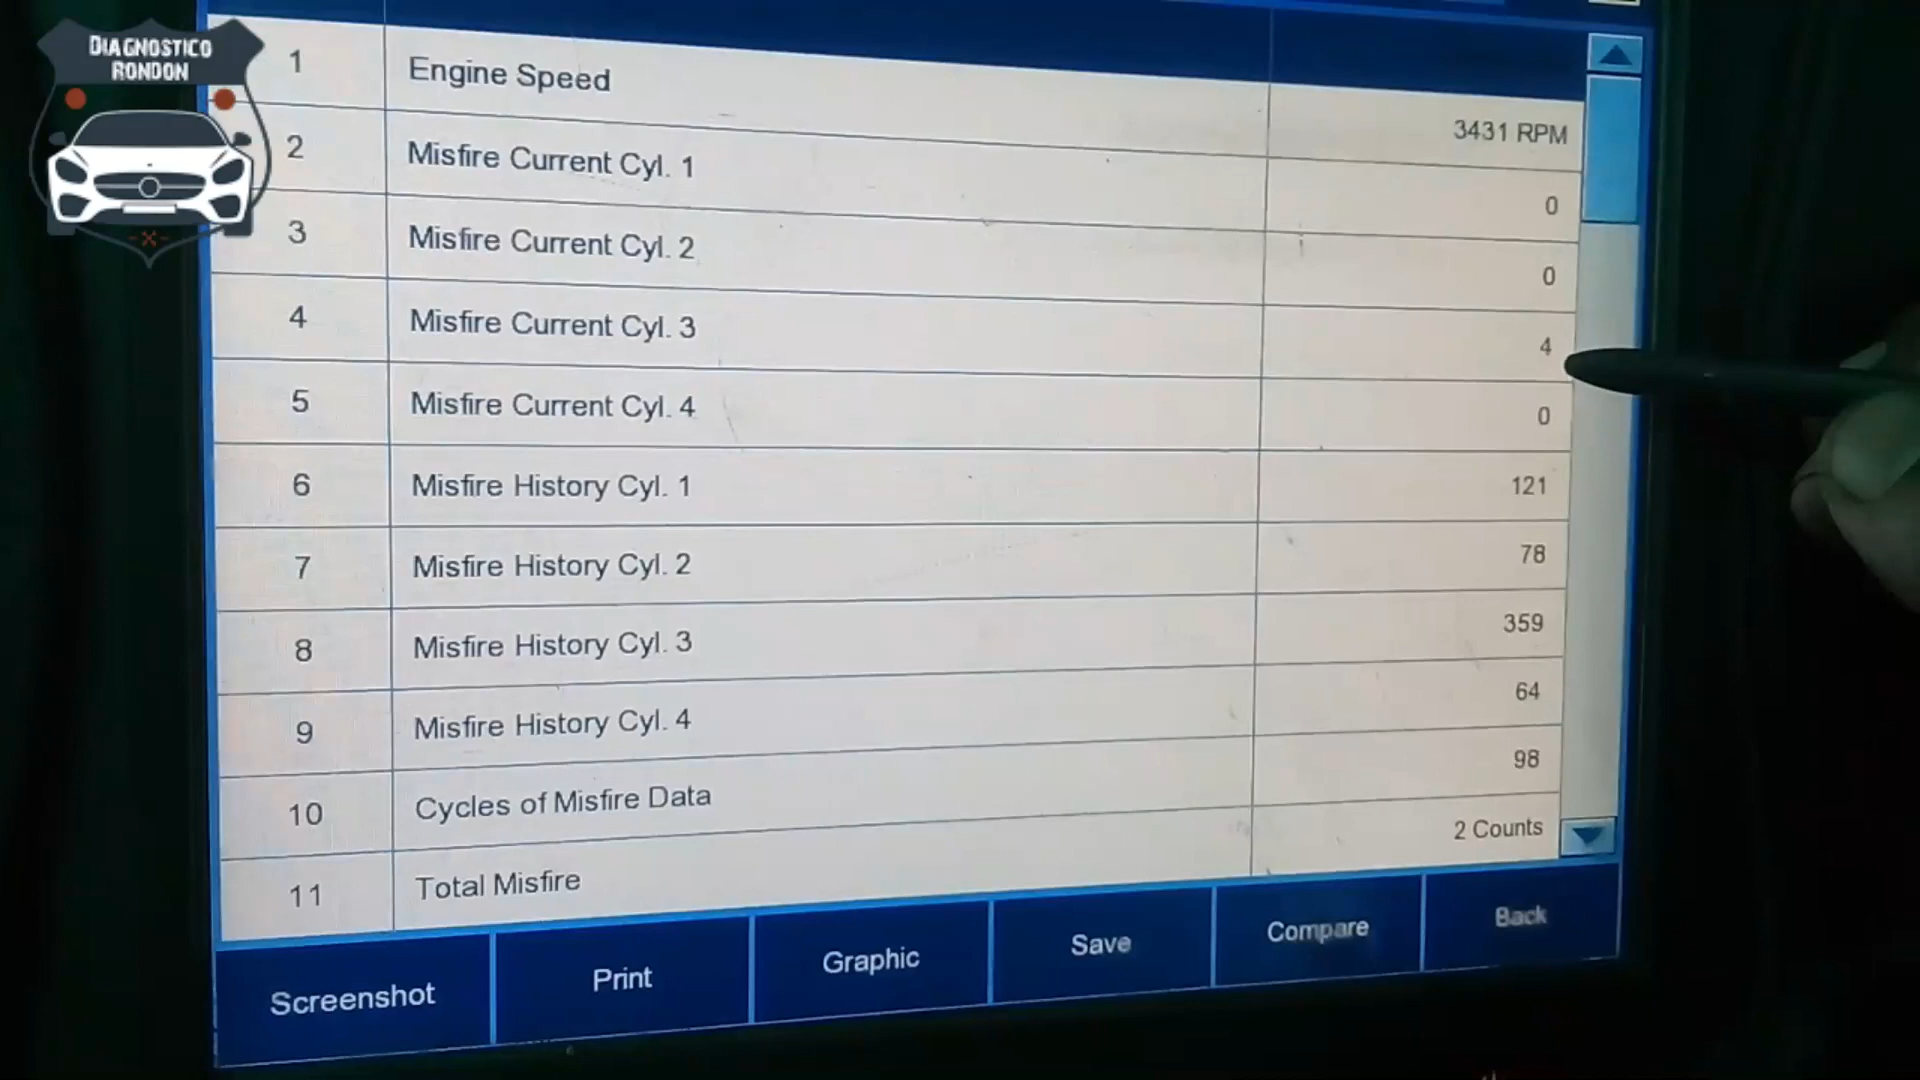 DIAGNOSTICO
RONDON
1 Engine Speed 3431 RPM
2 Misfire Current Cyl. 1 0
3 Misfire Current Cyl. 2 0
4 Misfire Current Cyl. 3 4
5 Misfire Current Cyl. 4 0
6 Misfire History Cyl. 1 121
7 Misfire History Cyl. 2 78
8 Misfire History Cyl. 3 359
9 Misfire History Cyl. 4 64
10 Cycles of Misfire Data 98
11 Total Misfire 2 Counts
Screenshot Print Graphic Save Compare Back